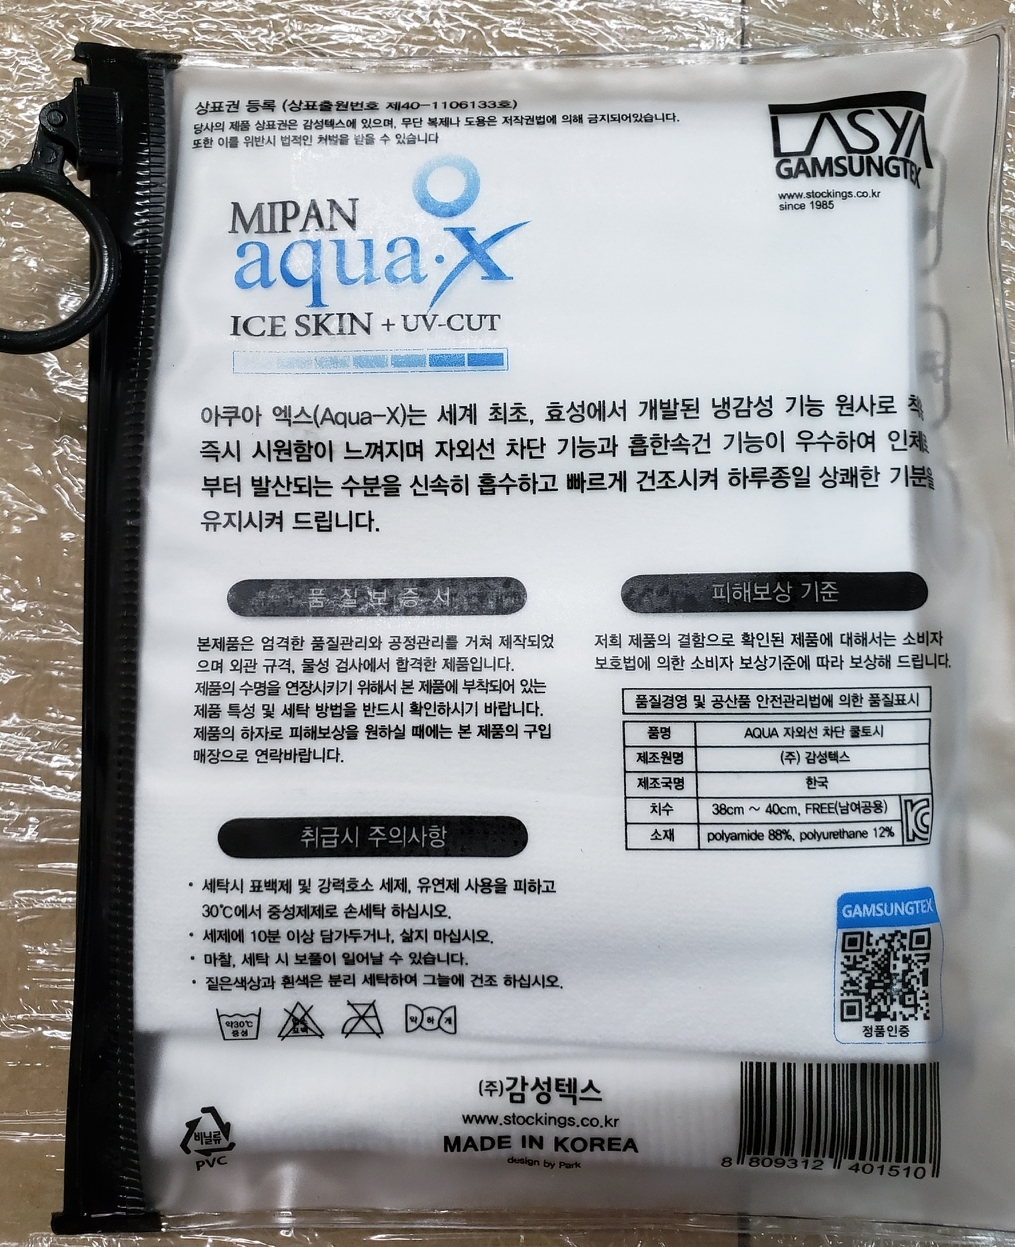 상표권 등록 (상표출원번호 제40-1106133호)
당사의 제품 상표권은 감성텍스에 있으며, 무단 복제나 도용은 저작권법에 의해 금지되어있습니다.
또한 이를 위반시 법적인 처벌을 받을 수 있습니다
LASYA
GAMSUNGTEX
www.stockings.co.kr
since 1985
MIPAN
aqua·X
ICE SKIN + UV-CUT
아쿠아 엑스(Aqua-X)는 세계 최초, 효성에서 개발된 냉감성 기능 원사로
즉시 시원함이 느껴지며 자외선 차단 기능과 흡한속건 기능이 우수하여 인체로
부터 발산되는 수분을 신속히 흡수하고 빠르게 건조시켜 하루종일 상쾌한 기분을
유지시켜 드립니다.
품 질 보 증 서
본제품은 엄격한 품질관리와 공정관리를 거쳐 제작되었
으며 외관 규격, 물성 검사에서 합격한 제품입니다.
제품의 수명을 연장시키기 위해서 본 제품에 부착되어 있는
제품 특성 및 세탁 방법을 반드시 확인하시기 바랍니다.
제품의 하자로 피해보상을 원하실 때에는 본 제품의 구입
매장으로 연락바랍니다.
피해보상 기준
저희 제품의 결함으로 확인된 제품에 대해서는 소비자
보호법에 의한 소비자 보상기준에 따라 보상해 드립니다.
품질경영 및 공산품 안전관리법에 의한 품질표시
품명 AQUA 자외선 차단 쿨토시
제조원명 (주) 감성텍스
제조국명 한국
치수 38cm ~ 40cm, FREE(남여공용)
소재 polyamide 88%, polyurethane 12%
취급시 주의사항
• 세탁시 표백제 및 강력호소 세제, 유연제 사용을 피하고
30℃에서 중성제제로 손세탁 하십시오.
• 세제에 10분 이상 담가두거나, 삶지 마십시오.
• 마찰, 세탁 시 보풀이 일어날 수 있습니다.
• 짙은색상과 흰색은 분리 세탁하여 그늘에 건조 하십시오.
약30℃
중성
약 하 게
GAMSUNGTEX
정품인증
(주)감성텍스
www.stockings.co.kr
MADE IN KOREA
design by Park
비닐류
PVC
8 809312 401510